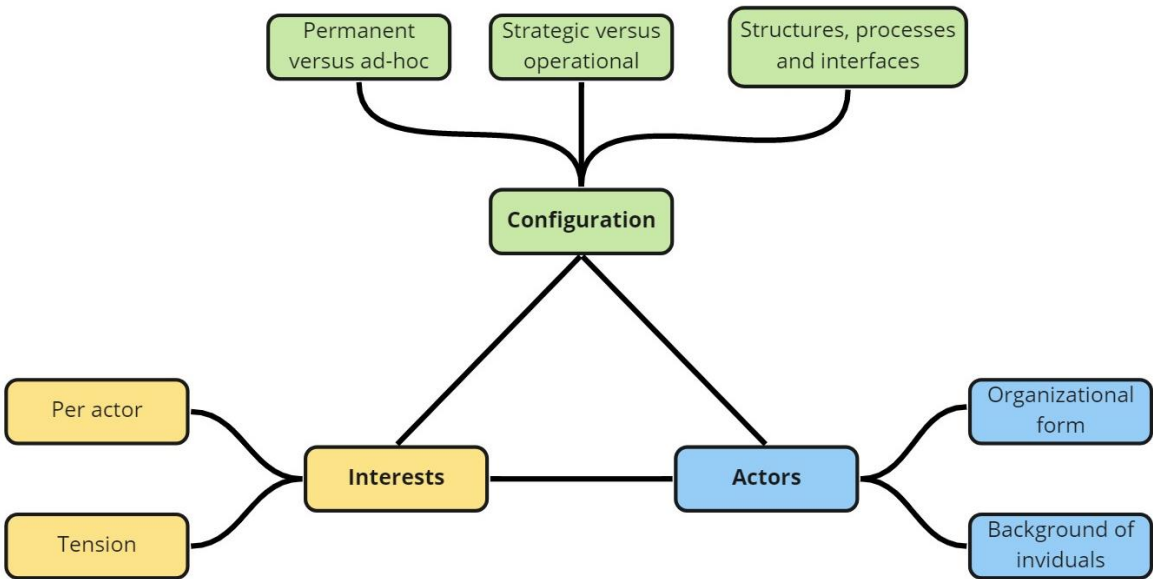 Permanent
versus ad-hoc
Strategic versus
operational
Structures, processes
and interfaces
Configuration
Per actor
Tension
Interests
Actors
Organizational
form
Background of
inviduals